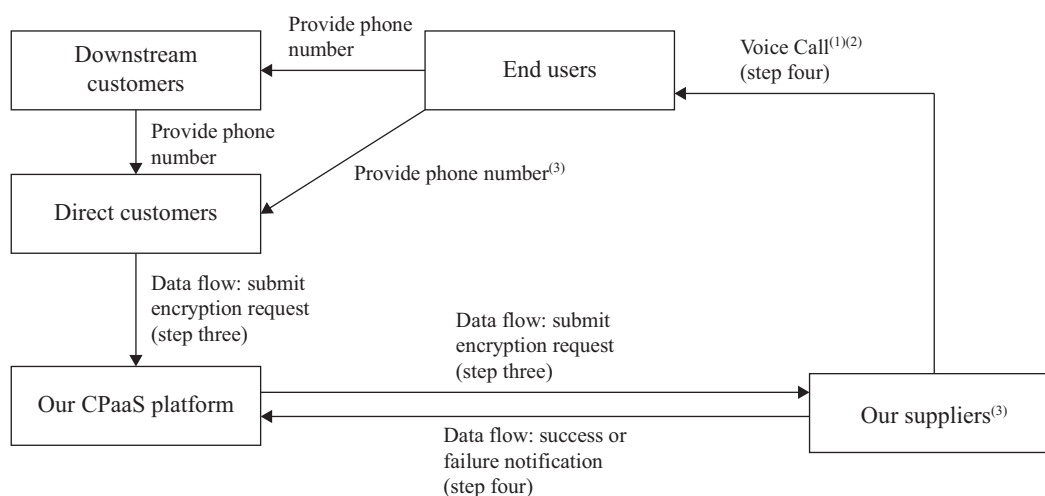 Provide phone
number
Downstream
customers
End users
Voice Call(1)(2)
(step four)
Provide phone
number
Provide phone number(3)
Direct customers
Data flow: submit
encryption request
(step three)
Data flow: submit
encryption request
(step three)
Our CPaaS platform
Our suppliers(3)
Data flow: success or
failure notification
(step four)